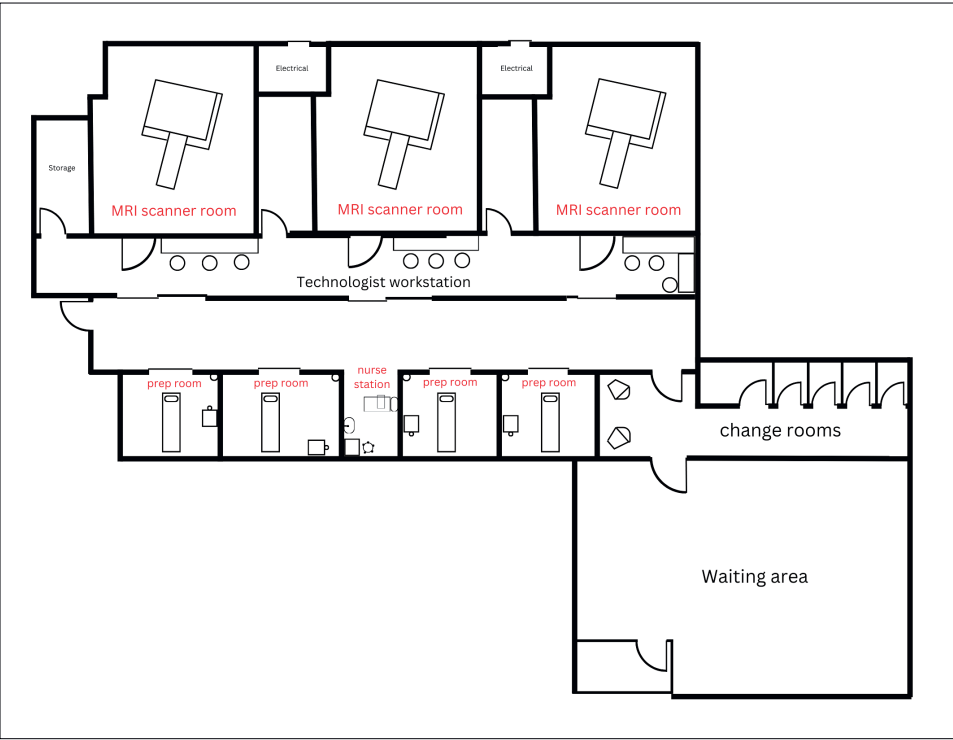 Electrical
Electrical
Storage
MRI scanner room
MRI scanner room
MRI scanner room
Technologist workstation
nurse
station
prep room
prep room
prep room
prep room
change rooms
Waiting area